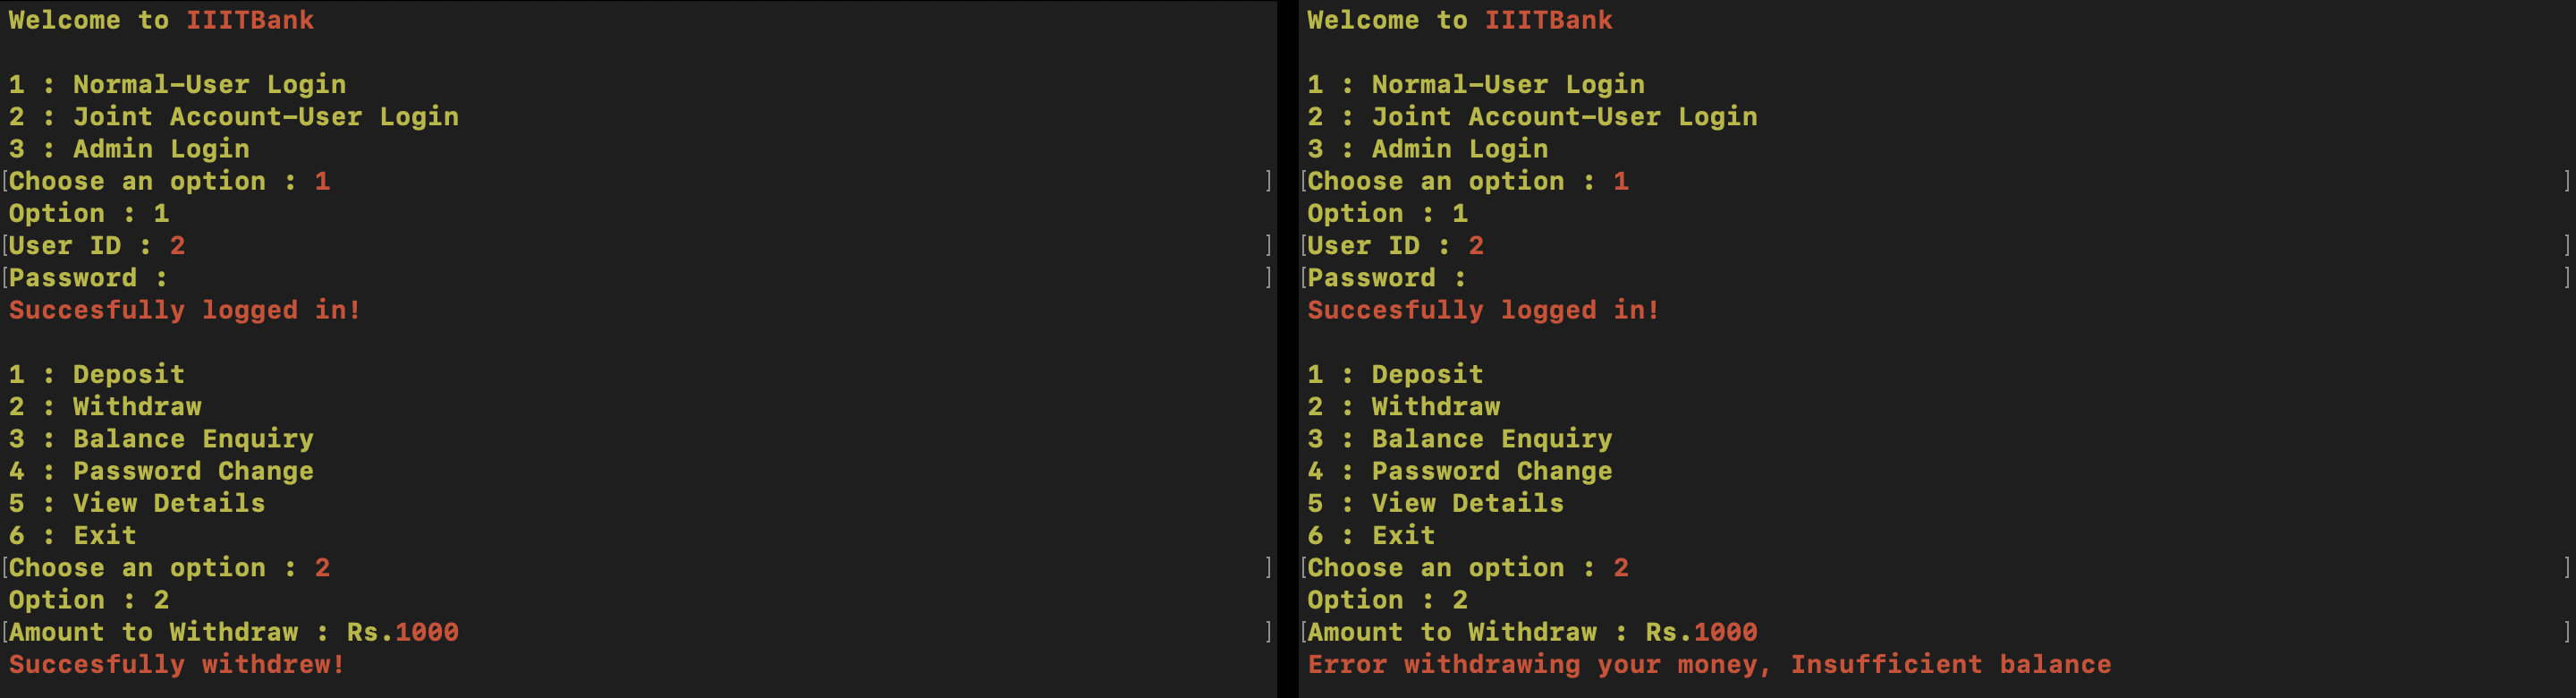 Welcome to IIITBank
1 : Normal-User Login
2 : Joint Account-User Login
3 : Admin Login
[Choose an option : 1 ]
Option : 1
[User ID : 2 ]
[Password : ]
Succesfully logged in!
1 : Deposit
2 : Withdraw
3 : Balance Enquiry
4 : Password Change
5 : View Details
6 : Exit
[Choose an option : 2 ]
Option : 2
[Amount to Withdraw : Rs.1000 ]
Succesfully withdrew!
Welcome to IIITBank
1 : Normal-User Login
2 : Joint Account-User Login
3 : Admin Login
[Choose an option : 1 ]
Option : 1
[User ID : 2 ]
[Password : ]
Succesfully logged in!
1 : Deposit
2 : Withdraw
3 : Balance Enquiry
4 : Password Change
5 : View Details
6 : Exit
[Choose an option : 2 ]
Option : 2
[Amount to Withdraw : Rs.1000 ]
Error withdrawing your money, Insufficient balance